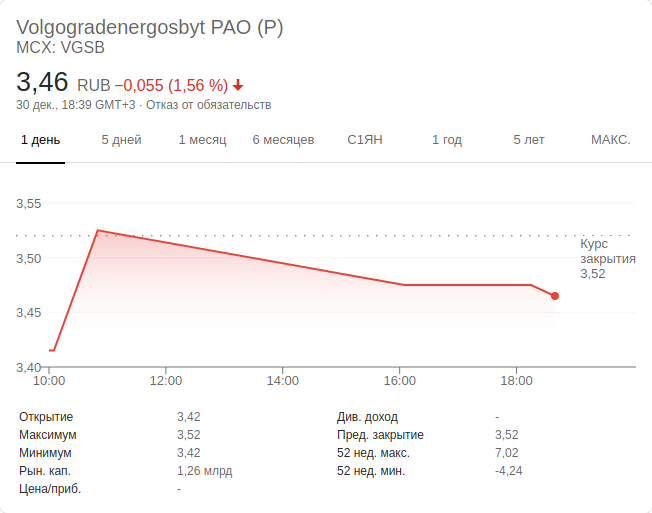 Volgogradenergosbyt PAO (P)
MCX: VGSB
3,46 RUB −0,055 (1,56 %)
30 дек., 18:39 GMT+3 · Отказ от обязательств
1 день 5 дней 1 месяц 6 месяцев С1ЯН 1 год 5 лет МАКС.
3,55
3,50
3,45
3,40
Курс
закрытия
3,52
10:00 12:00 14:00 16:00 18:00
Открытие 3,42 Див. доход -
Максимум 3,52 Пред. закрытие 3,52
Минимум 3,42 52 нед. макс. 7,02
Рын. кап. 1,26 млрд 52 нед. мин. -4,24
Цена/приб. -